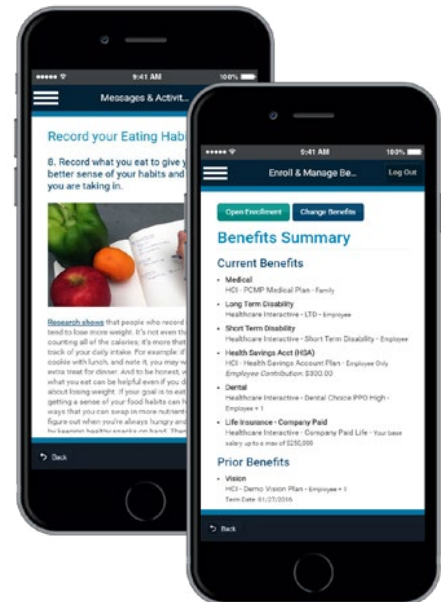 9:41 AM 100%
Messages & Activit...
Record your Eating Hab
8. Record what you eat to give y
better sense of your habits and
you are taking in.
Research shows that people who record
tend to lose more weight. It's not even th
counting all of the calories; it's more that
track of your daily intake. For example: if
cookie with lunch, and note it, you may w
extra treat for dinner. And to be honest, w
what you eat can be helpful even if you d
about losing weight. If your goal is to eat
getting a sense of your food habits can h
ways that you can swap in more nutrient
figure out when you're always hungry and
by keeping healthy snacks on hand. The
Back
9:41 AM 100%
Enroll & Manage Be... Log Out
Open Enrollment Change Benefits
Benefits Summary
Current Benefits
• Medical
HCI - PCMP Medical Plan - Family
• Long Term Disability
Healthcare Interactive - LTD - Employee
• Short Term Disability
Healthcare Interactive - Short Term Disability - Employee
• Health Savings Acct (HSA)
HCI - Health Savings Account Plan - Employee Only
Employee Contribution: $300.00
• Dental
Healthcare Interactive - Dental Choice PPO High -
Employee + 1
• Life Insurance - Company Paid
Healthcare Interactive - Company Paid Life - Your base
salary up to a max of $250,000
Prior Benefits
• Vision
HCI - Demo Vision Plan - Employee + 1
Term Date: 01/27/2016
Back